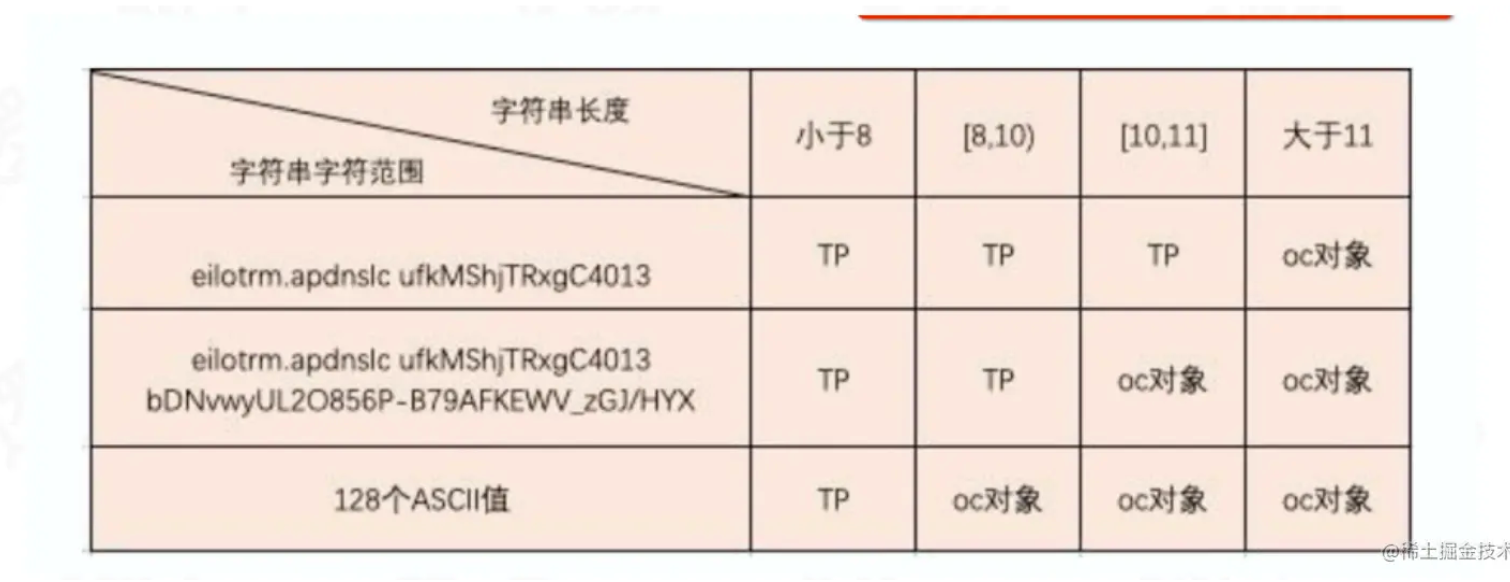 字符串长度
字符串字符范围
小于8
[8,10)
[10,11]
大于11
eilotrm.apdnslc ufkMShjTRxgC4013
TP
TP
TP
oc对象
eilotrm.apdnslc ufkMShjTRxgC4013
bDNvwyUL2O856P-B79AFKEWV_zGJ/HYX
TP
TP
oc对象
oc对象
128个ASCII值
TP
oc对象
oc对象
oc对象
@稀土掘金技术